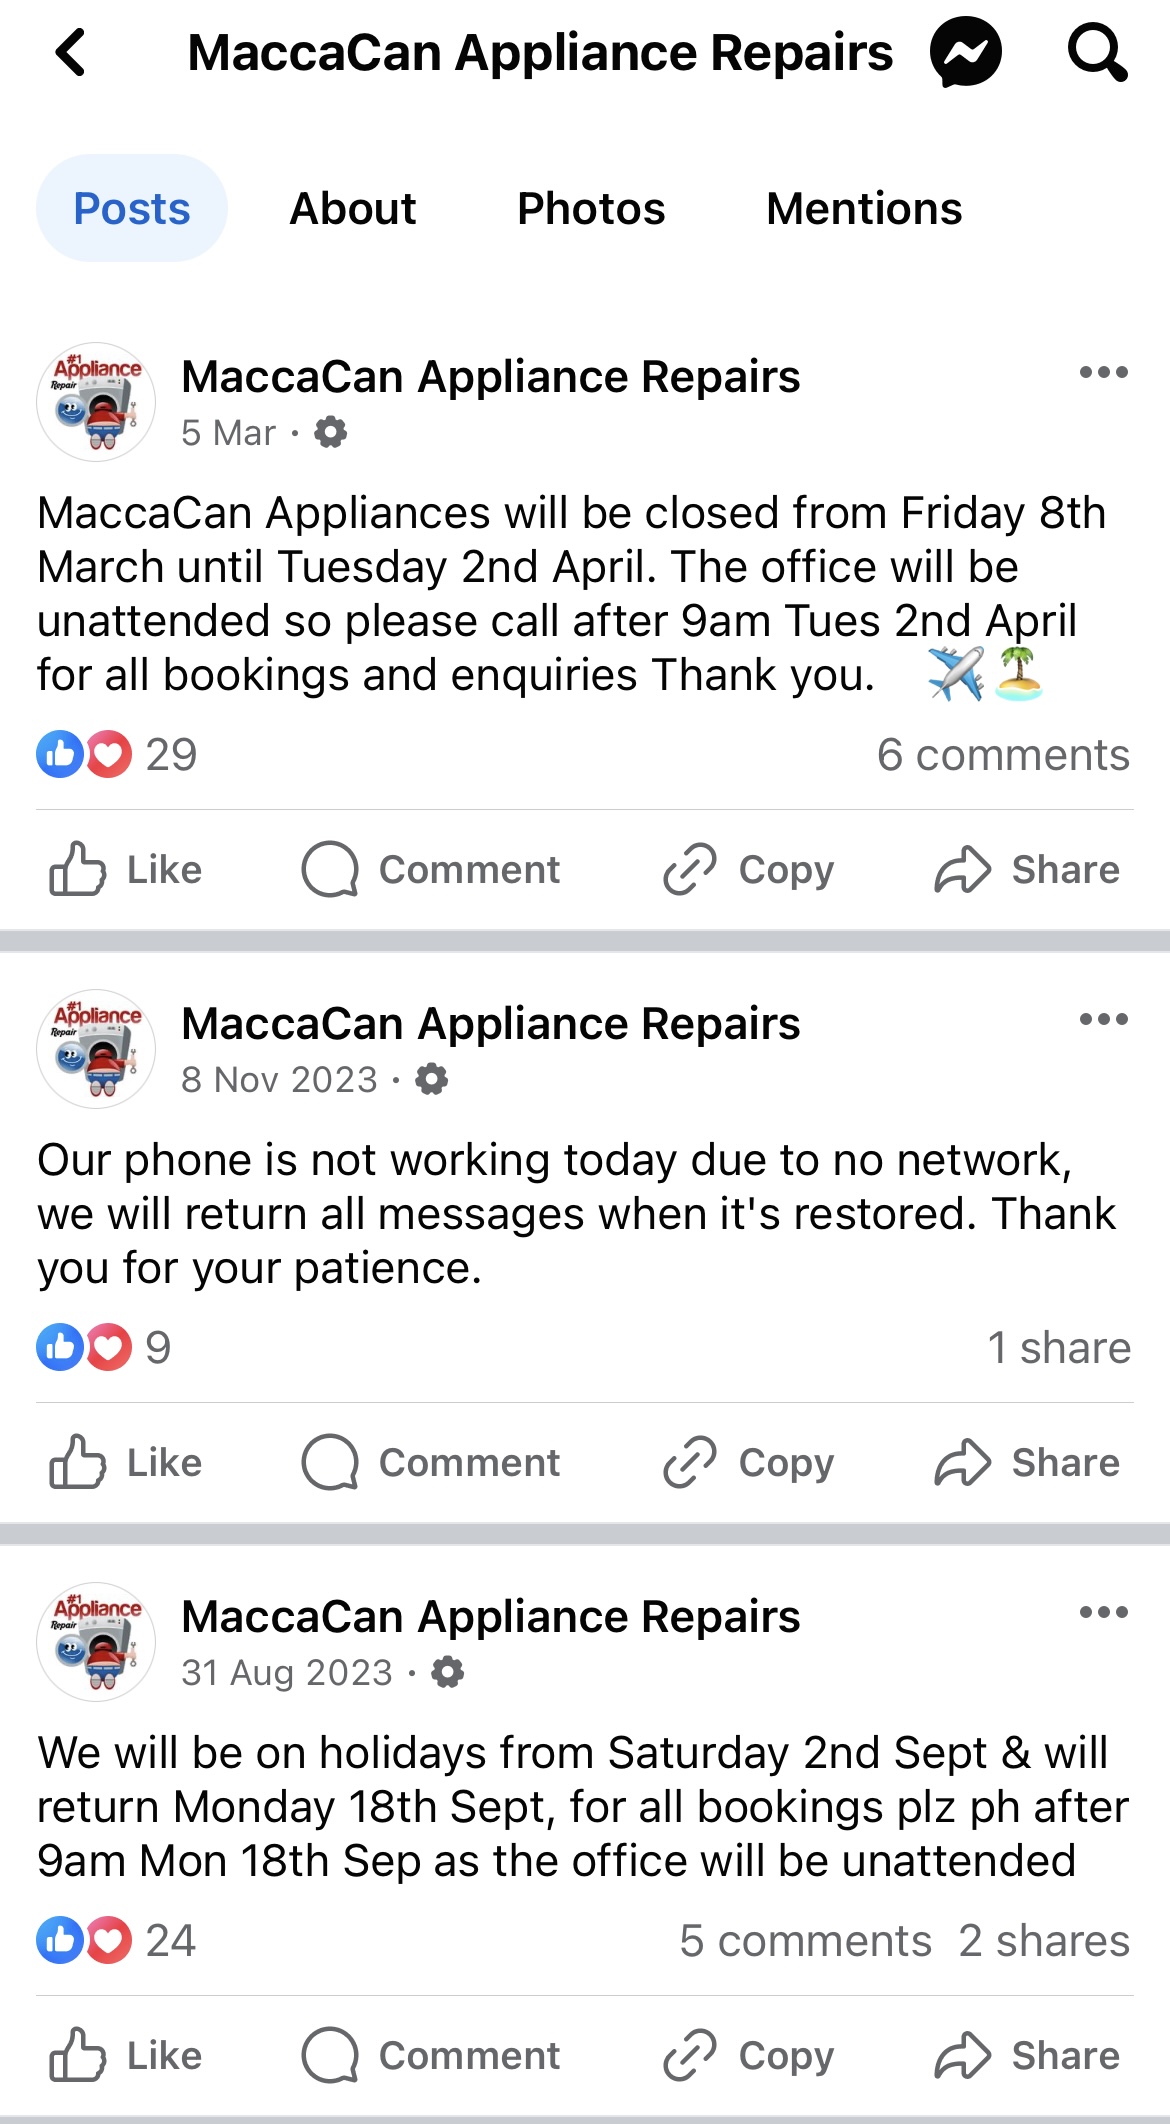 MaccaCan Appliance Repairs
Posts About Photos Mentions
#1
Appliance
Repair
MaccaCan Appliance Repairs
5 Mar ·
MaccaCan Appliances will be closed from Friday 8th
March until Tuesday 2nd April. The office will be
unattended so please call after 9am Tues 2nd April
for all bookings and enquiries Thank you. ✈️🏝️
29 6 comments
Like Comment Copy Share
#1
Appliance
Repair
MaccaCan Appliance Repairs
8 Nov 2023 ·
Our phone is not working today due to no network,
we will return all messages when it's restored. Thank
you for your patience.
9 1 share
Like Comment Copy Share
#1
Appliance
Repair
MaccaCan Appliance Repairs
31 Aug 2023 ·
We will be on holidays from Saturday 2nd Sept & will
return Monday 18th Sept, for all bookings plz ph after
9am Mon 18th Sep as the office will be unattended
24 5 comments 2 shares
Like Comment Copy Share